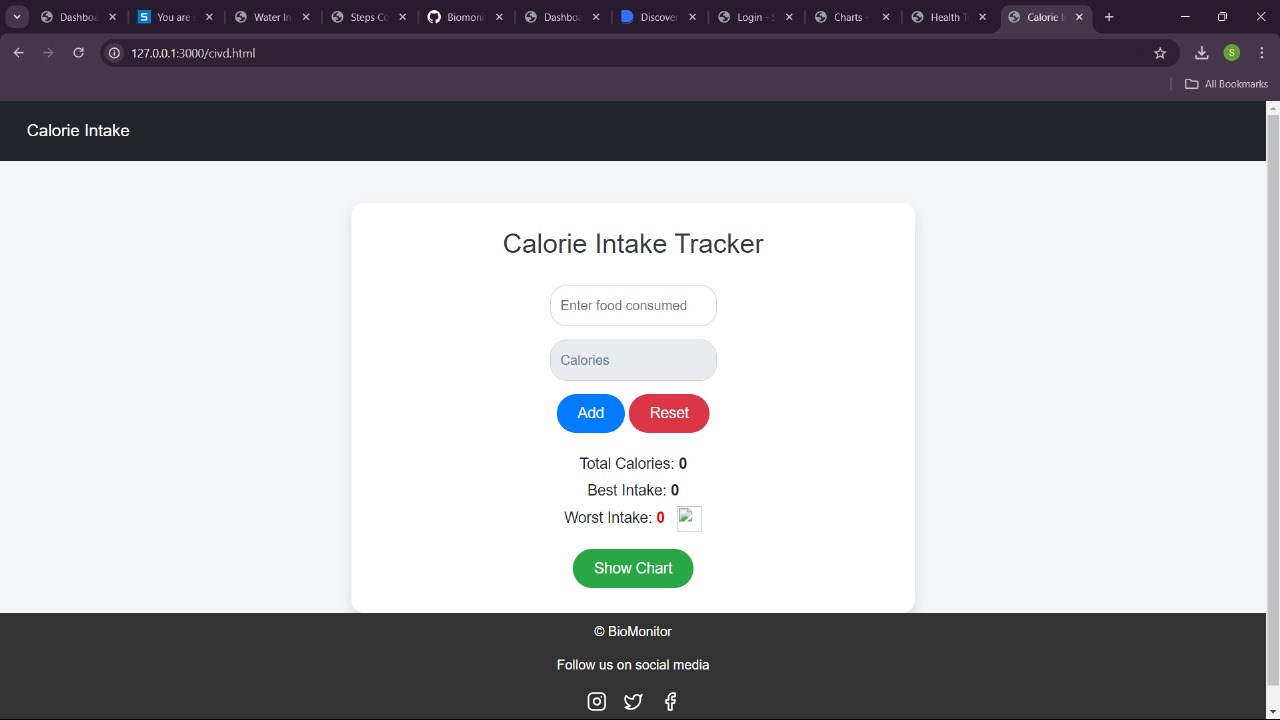 Dashboa
You are
Water In
Steps Co
Biomoni
Dashboa
Discover
Login - S
Charts -
Health T
Calorie I
127.0.0.1:3000/civd.html
S
All Bookmarks
Calorie Intake
Calorie Intake Tracker
Enter food consumed
Calories
Add Reset
Total Calories: 0
Best Intake: 0
Worst Intake: 0
Show Chart
© BioMonitor
Follow us on social media